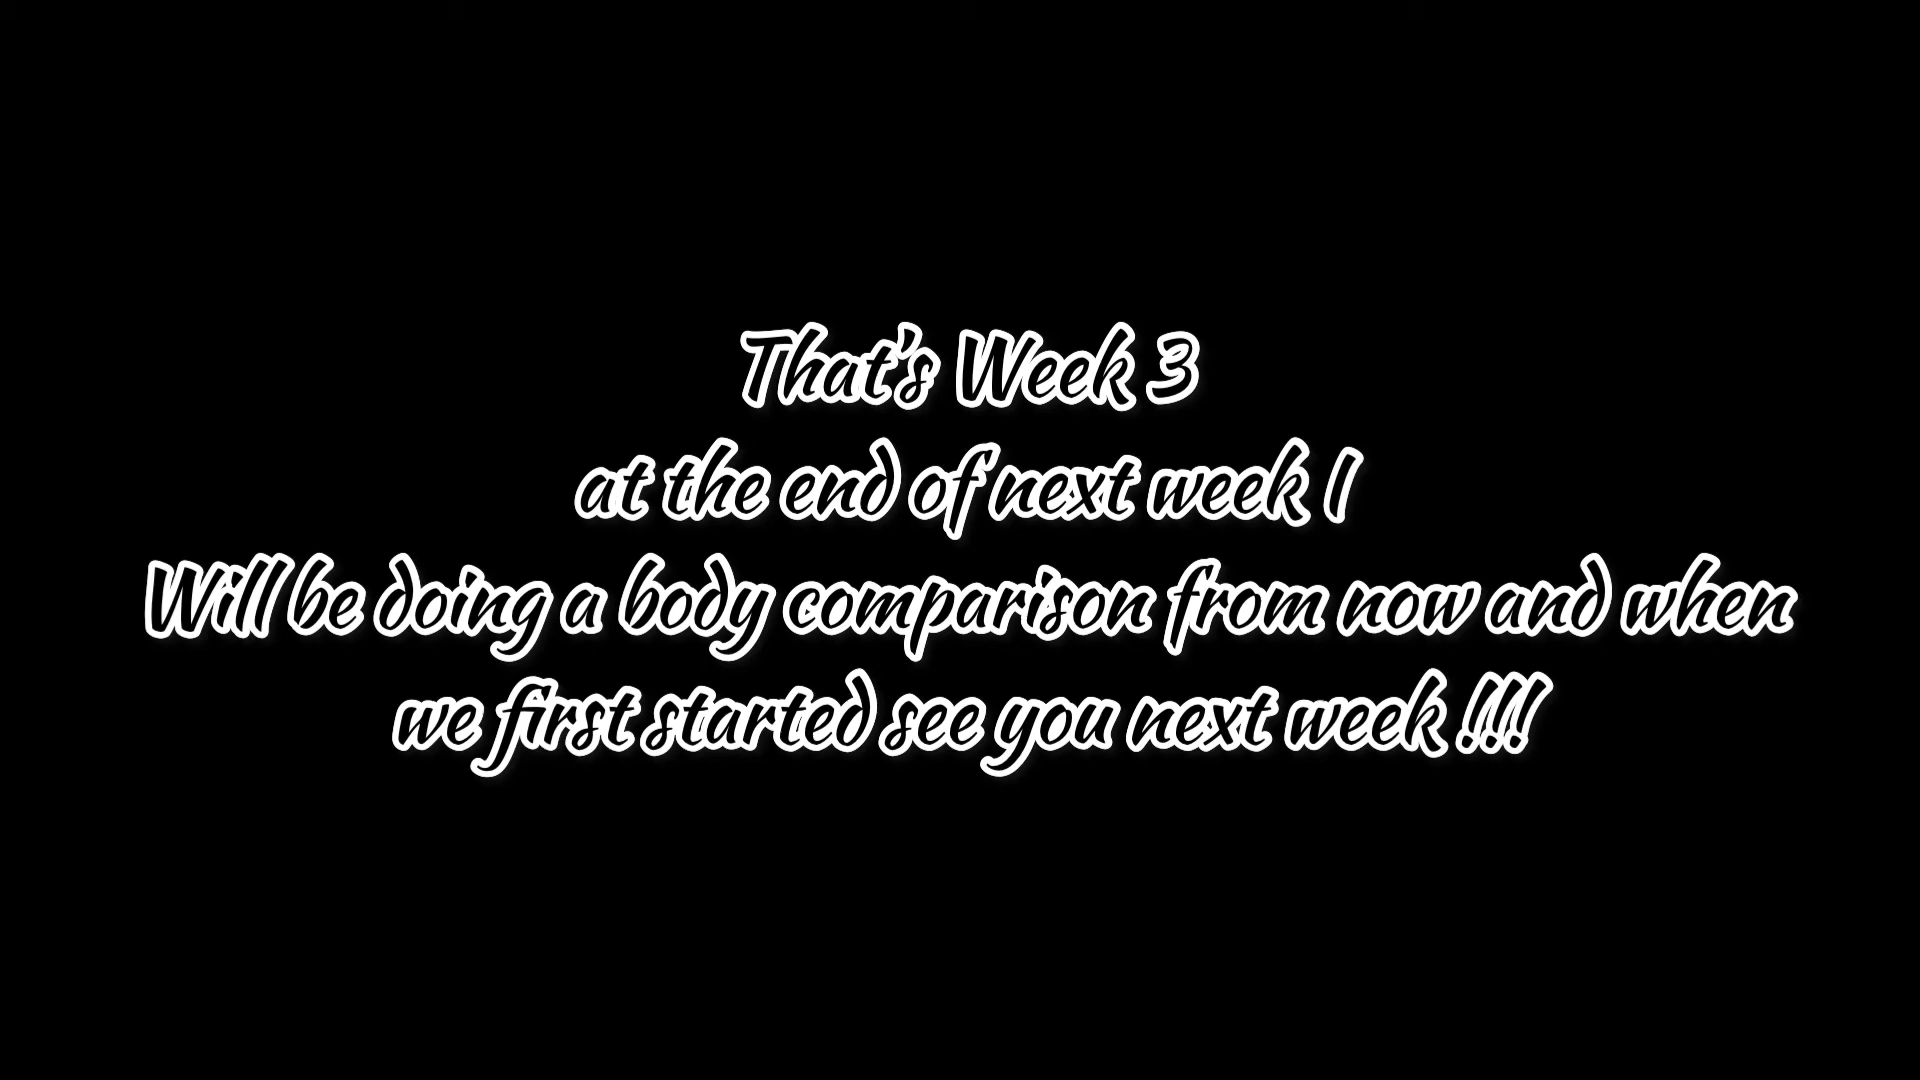 That's Week 3
at the end of next week I
Will be doing a body comparison from now and when
we first started see you next week !!!